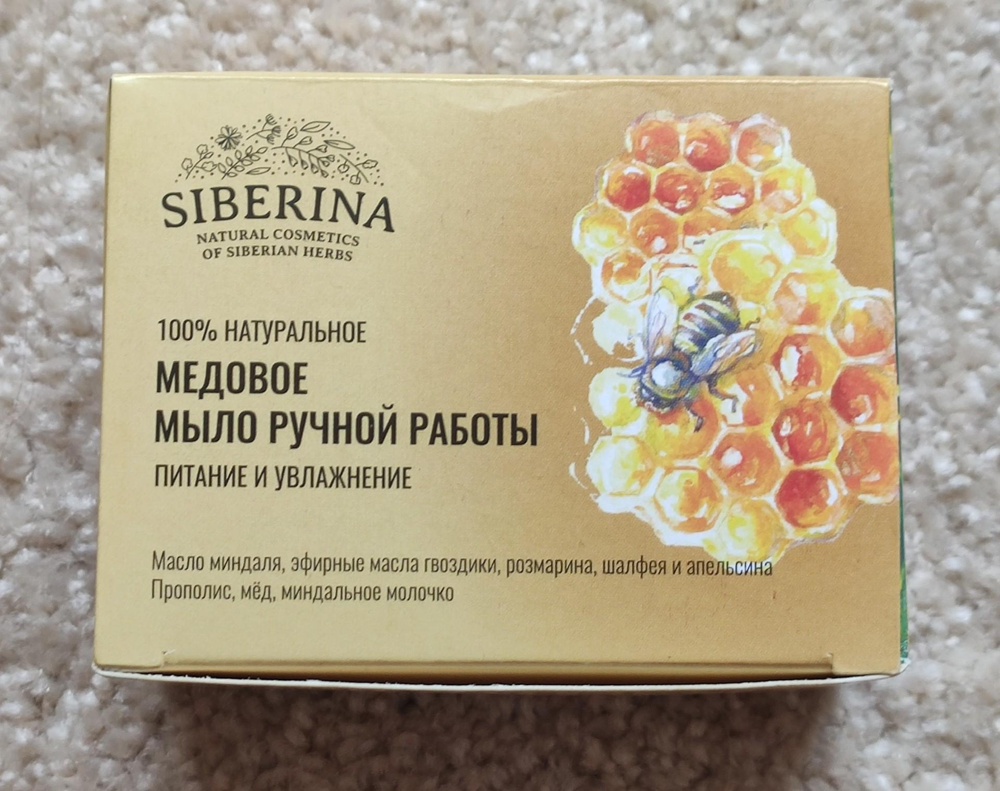 SIBERINA
NATURAL COSMETICS
OF SIBERIAN HERBS
100% НАТУРАЛЬНОЕ
МЕДОВОЕ
МЫЛО РУЧНОЙ РАБОТЫ
ПИТАНИЕ И УВЛАЖНЕНИЕ
Масло миндаля, эфирные масла гвоздики, розмарина, шалфея и апельсина
Прополис, мёд, миндальное молочко